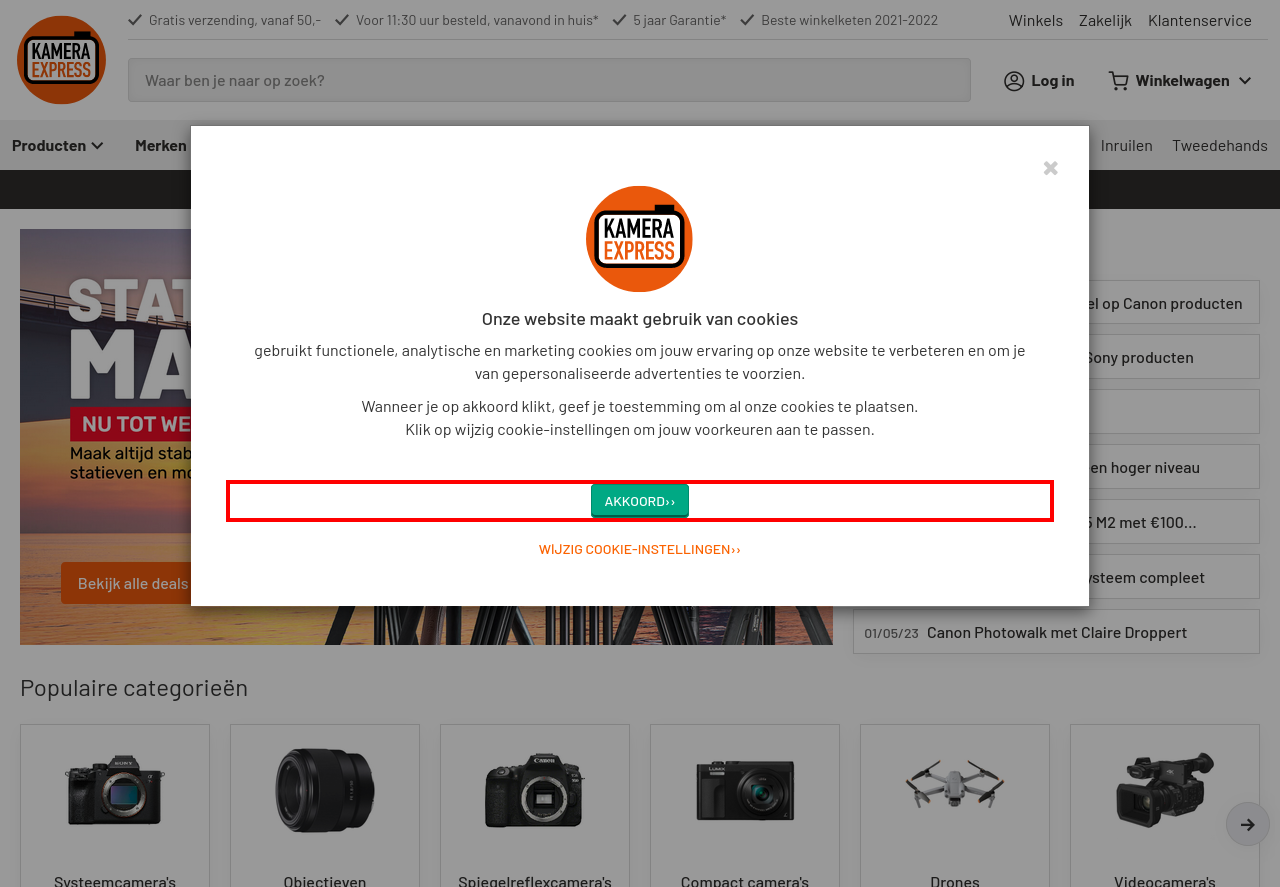 Gratis verzending, vanaf 50,-
Voor 11:30 uur besteld, vanavond in huis*
5 jaar Garantie*
Beste winkelketen 2021-2022
Winkels
Zakelijk
Klantenservice
KAMERA
EXPRESS
Waar ben je naar op zoek?
Log in
Winkelwagen
Producten
Merken
Inruilen
Tweedehands
KAMERA
EXPRESS
Onze website maakt gebruik van cookies
gebruikt functionele, analytische en marketing cookies om jouw ervaring op onze website te verbeteren en om je
van gepersonaliseerde advertenties te voorzien.
Wanneer je op akkoord klikt, geef je toestemming om al onze cookies te plaatsen.
Klik op wijzig cookie-instellingen om jouw voorkeuren aan te passen.
AKKOORD››
WIJZIG COOKIE-INSTELLINGEN››
STAT
MA
NU TOT WE
Maak altijd stab
statieven en mo
Bekijk alle deals
el op Canon producten
Sony producten
en hoger niveau
5 M2 met €100...
ysteem compleet
01/05/23 Canon Photowalk met Claire Droppert
Populaire categorieën
SONY
Canon
LUMIX
Systeemcamera's
Objectieven
Spiegelreflexcamera's
Compact camera's
Drones
Videocamera's